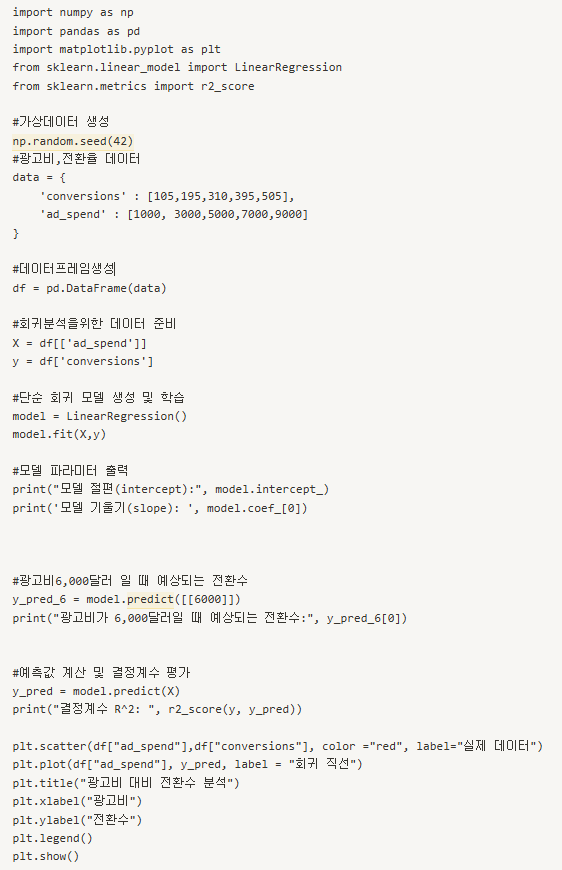 import numpy as np
import pandas as pd
import matplotlib.pyplot as plt
from sklearn.linear_model import LinearRegression
from sklearn.metrics import r2_score
#가상데이터 생성
np.random.seed(42)
#광고비,전환율 데이터
data = {
    'conversions' : [105,195,310,395,505],
    'ad_spend' : [1000, 3000,5000,7000,9000]
}
#데이터프레임생성
df = pd.DataFrame(data)
#회귀분석을위한 데이터 준비
X = df[['ad_spend']]
y = df['conversions']
#단순 회귀 모델 생성 및 학습
model = LinearRegression()
model.fit(X,y)
#모델 파라미터 출력
print("모델 절편(intercept):", model.intercept_)
print('모델 기울기(slope): ', model.coef_[0])
#광고비6,000달러 일 때 예상되는 전환수
y_pred_6 = model.predict([[6000]])
print("광고비가 6,000달러일 때 예상되는 전환수:", y_pred_6[0])
#예측값 계산 및 결정계수 평가
y_pred = model.predict(X)
print("결정계수 R^2: ", r2_score(y, y_pred))
plt.scatter(df["ad_spend"],df["conversions"], color ="red", label="실제 데이터")
plt.plot(df["ad_spend"], y_pred, label = "회귀 직선")
plt.title("광고비 대비 전환수 분석")
plt.xlabel("광고비")
plt.ylabel("전환수")
plt.legend()
plt.show()